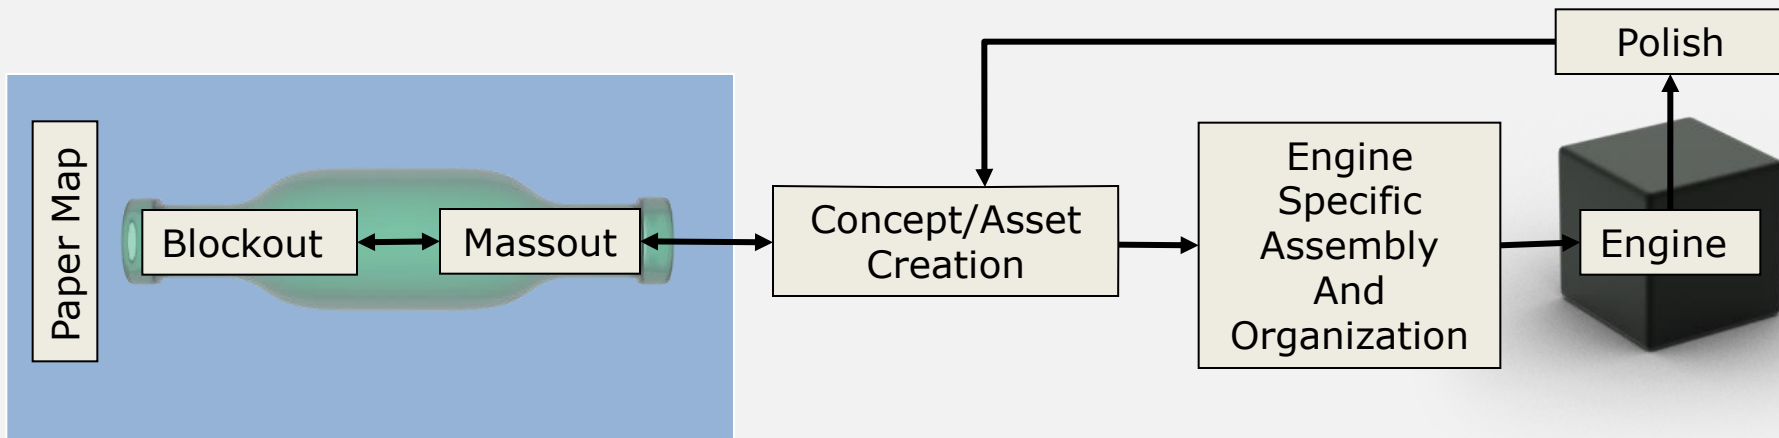 Polish
Paper Map
Blockout
Massout
Concept/Asset
Creation
Engine
Specific
Assembly
And
Organization
Engine